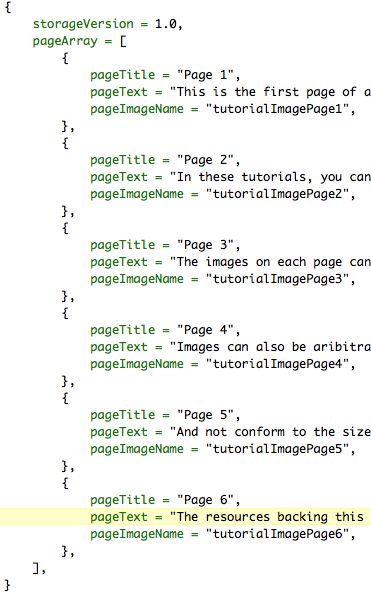 {
storageVersion = 1.0,
pageArray = [
{
pageTitle = "Page 1",
pageText = "This is the first page of a
pageImageName = "tutorialImagePage1",
},
{
pageTitle = "Page 2",
pageText = "In these tutorials, you can
pageImageName = "tutorialImagePage2",
},
{
pageTitle = "Page 3",
pageText = "The images on each page can
pageImageName = "tutorialImagePage3",
},
{
pageTitle = "Page 4",
pageText = "Images can also be aribitra
pageImageName = "tutorialImagePage4",
},
{
pageTitle = "Page 5",
pageText = "And not conform to the size
pageImageName = "tutorialImagePage5",
},
{
pageTitle = "Page 6",
pageText = "The resources backing this
pageImageName = "tutorialImagePage6",
},
],
}